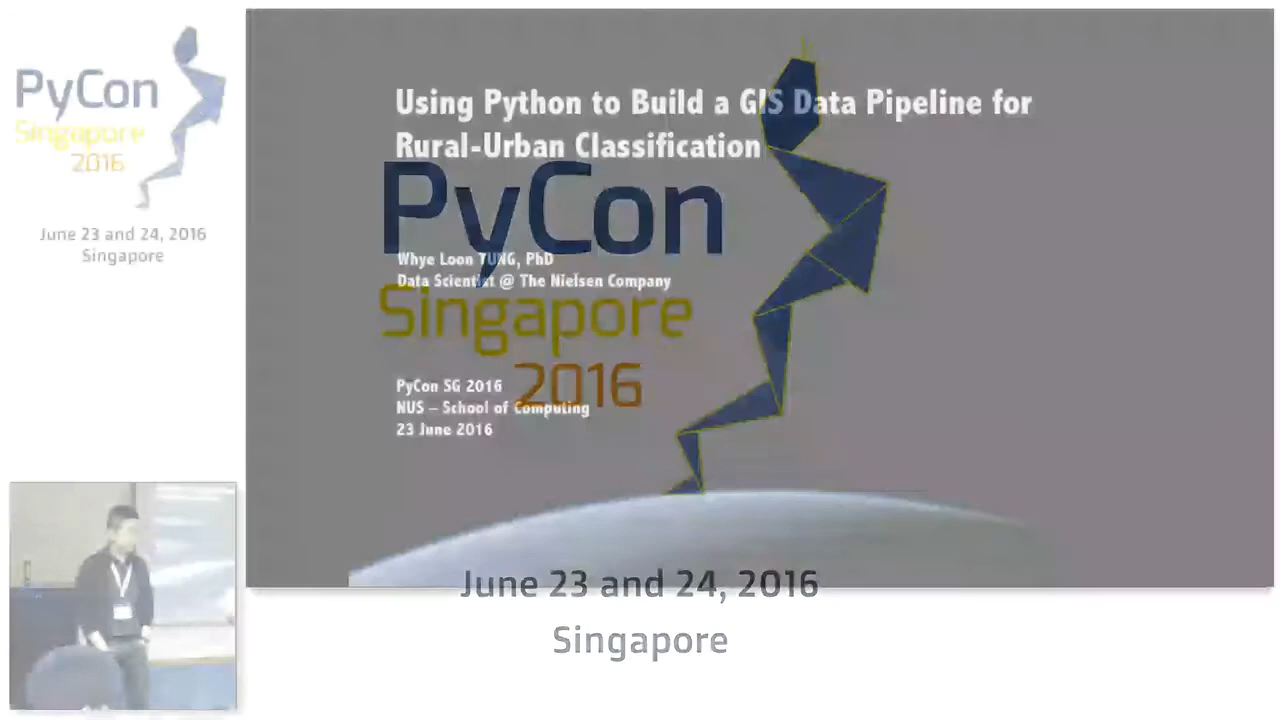 PyCon
Singapore
2016
June 23 and 24, 2016
Singapore
Using Python to Build a GIS Data Pipeline for
Rural-Urban Classification
PyCon
Whye Loon TUNG, PhD
Data Scientist @ The Nielsen Company
Singapore
2016
PyCon SG 2016
NUS – School of Computing
23 June 2016
June 23 and 24, 2016
Singapore